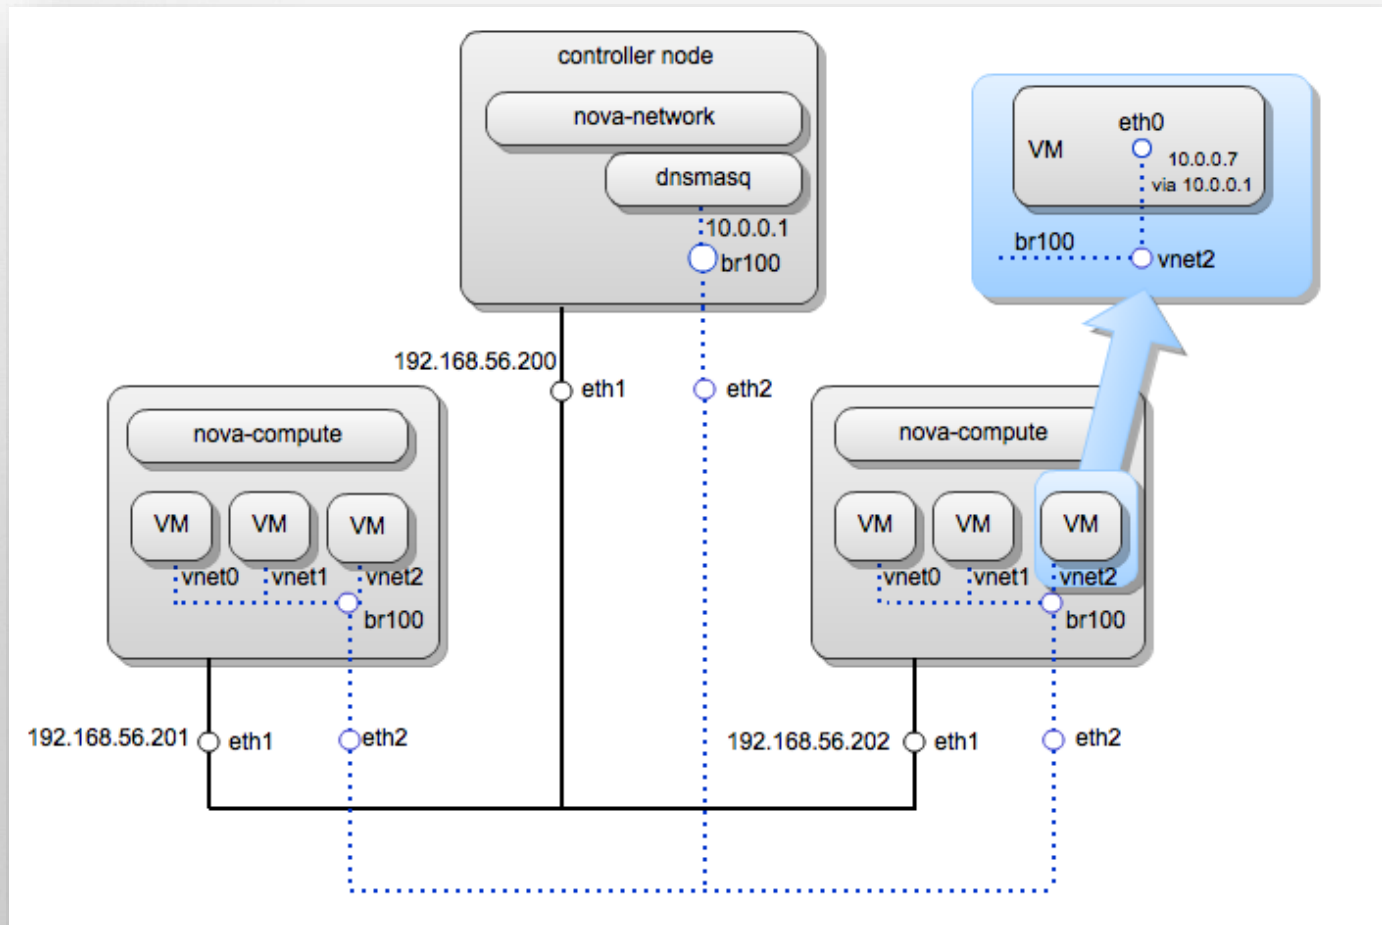 controller node
nova-network
dnsmasq
10.0.0.1
br100
eth0
VM
10.0.0.7
via 10.0.0.1
br100
vnet2
192.168.56.200
eth1
eth2
nova-compute
VM
VM
VM
vnet0
vnet1
vnet2
br100
192.168.56.201
eth1
eth2
nova-compute
VM
VM
VM
vnet0
vnet1
vnet2
br100
192.168.56.202
eth1
eth2